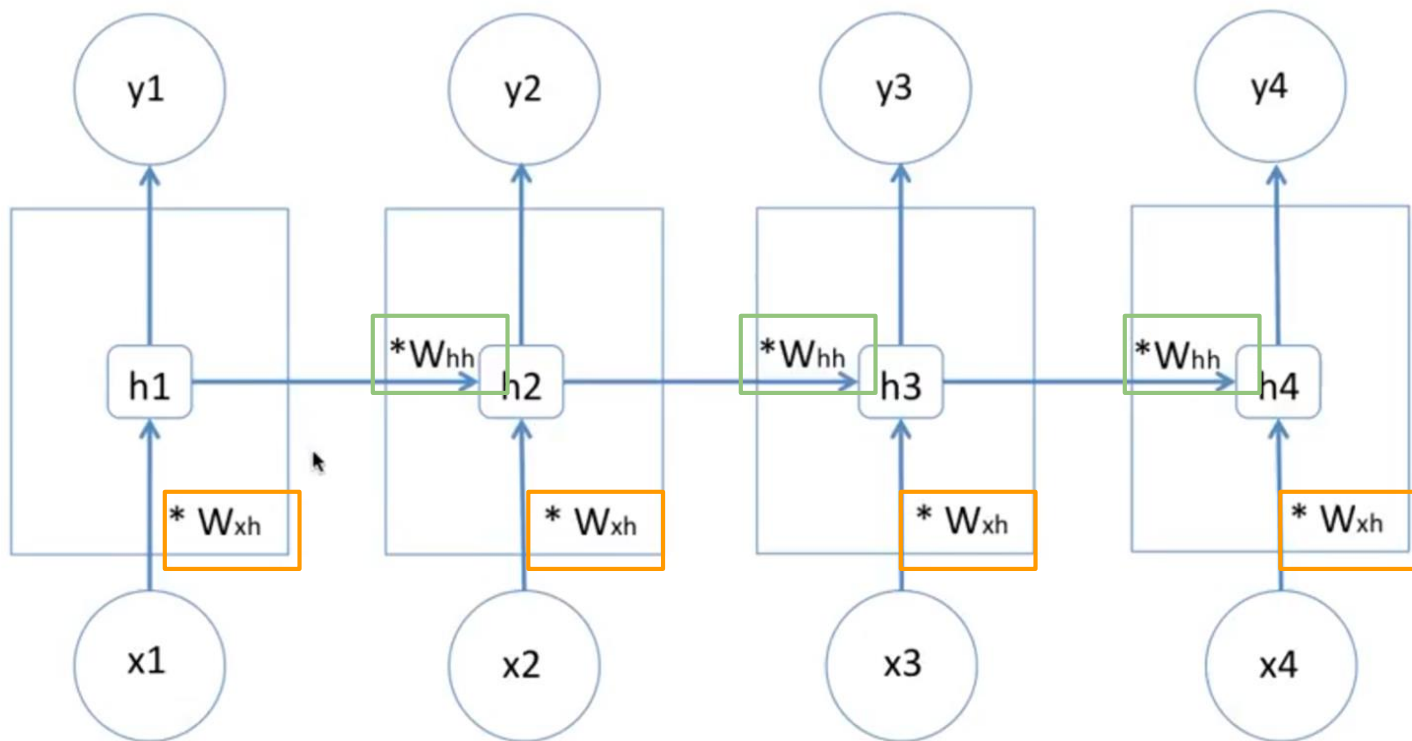 y1 y2 y3 y4
*Whh *Whh *Whh
h1 h2 h3 h4
* Wxh * Wxh * Wxh * Wxh
x1 x2 x3 x4